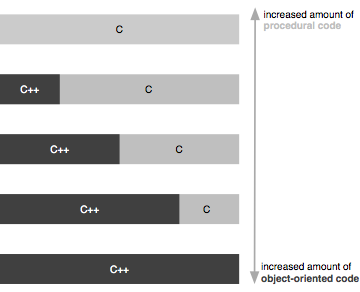 increased amount of
procedural code
C
C++ C
C++ C
C++ C
C++
increased amount of
object-oriented code